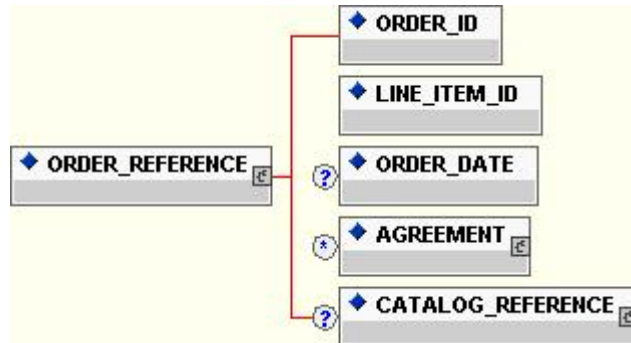 ORDER_ID
LINE_ITEM_ID
ORDER_REFERENCE
? ORDER_DATE
* AGREEMENT
? CATALOG_REFERENCE